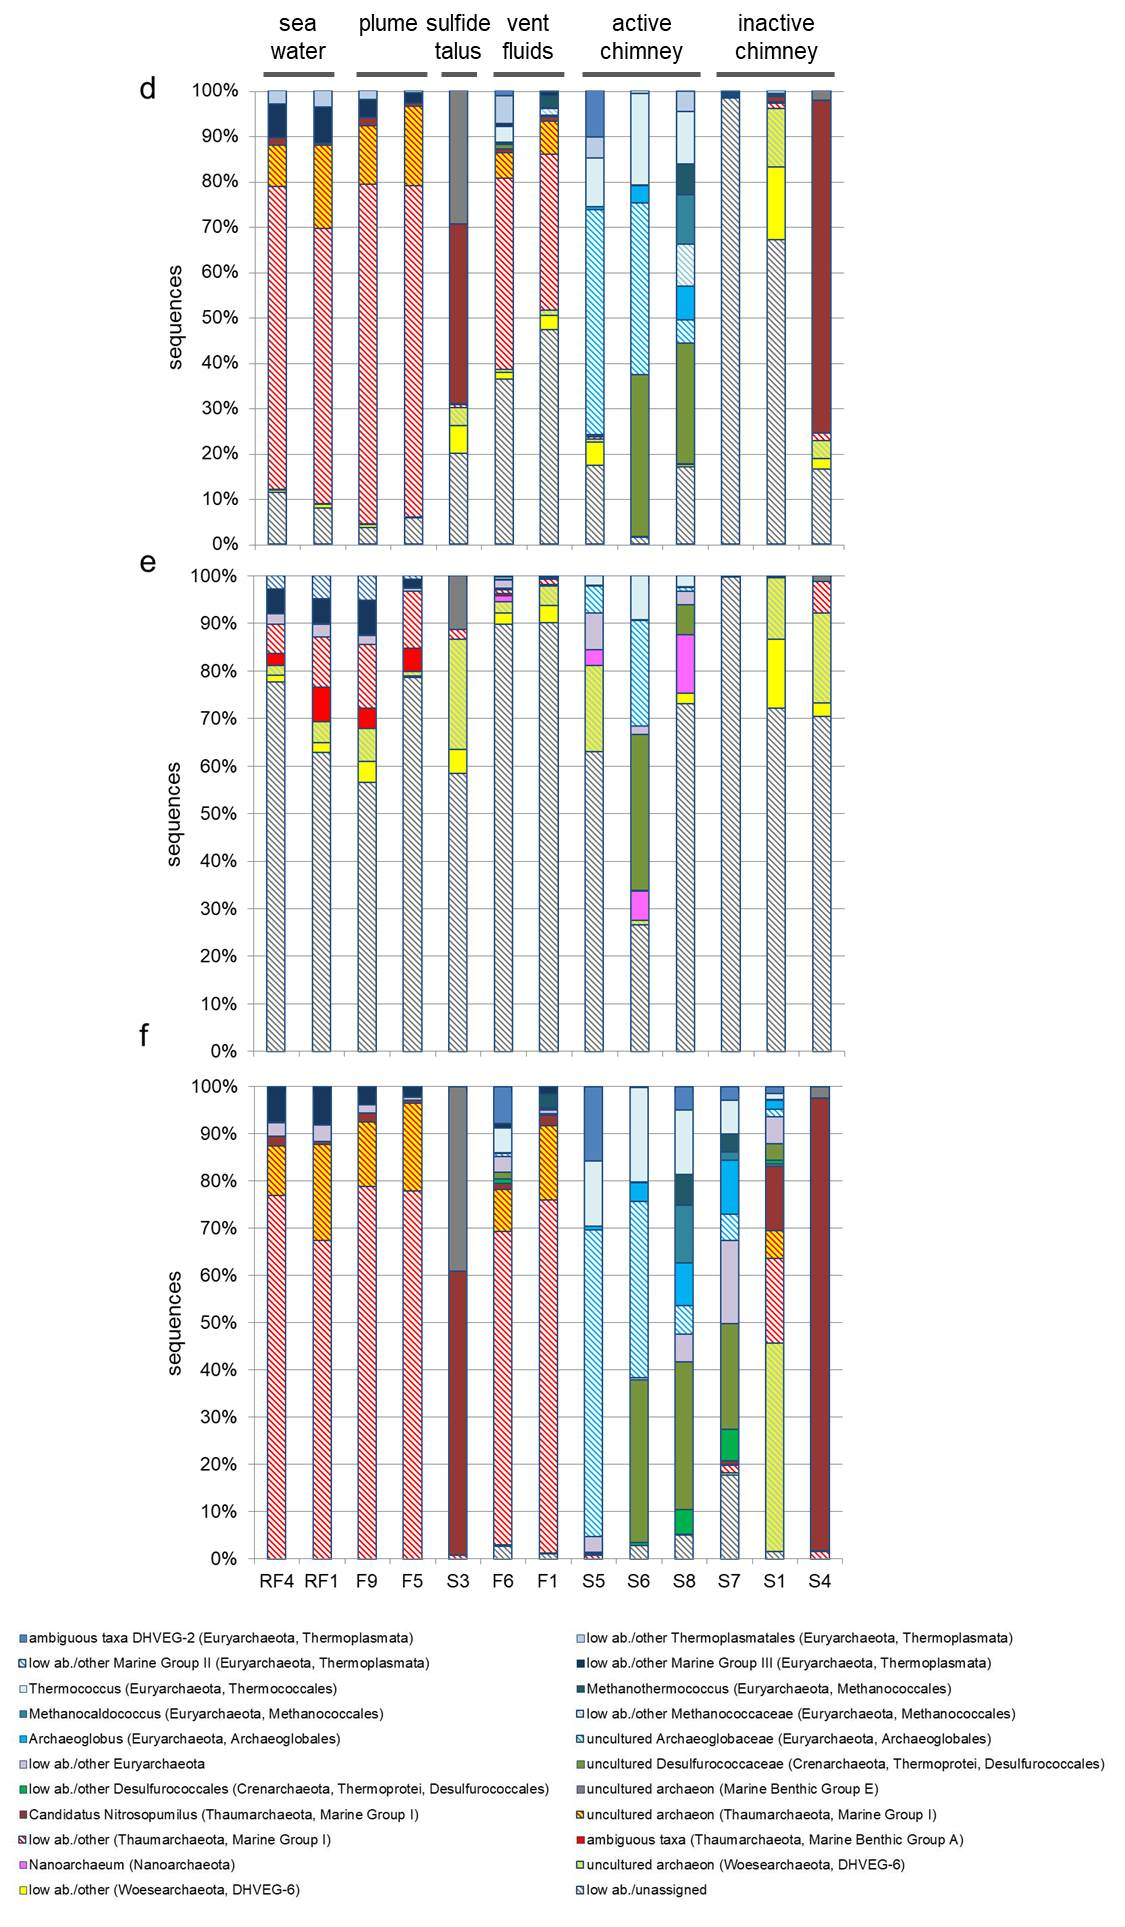 sea water
plume
sulfide talus
vent fluids
active chimney
inactive chimney
d
100%
90%
80%
70%
60%
50%
40%
30%
20%
10%
0%
sequences
e
100%
90%
80%
70%
60%
50%
40%
30%
20%
10%
0%
sequences
f
100%
90%
80%
70%
60%
50%
40%
30%
20%
10%
0%
sequences
RF4 RF1 F9 F5 S3 F6 F1 S5 S6 S8 S7 S1 S4
ambiguous taxa DHVEG-2 (Euryarchaeota, Thermoplasmata)
low ab./other Thermoplasmatales (Euryarchaeota, Thermoplasmata)
low ab./other Marine Group II (Euryarchaeota, Thermoplasmata)
low ab./other Marine Group III (Euryarchaeota, Thermoplasmata)
Thermococcus (Euryarchaeota, Thermococcales)
Methanothermococcus (Euryarchaeota, Methanococcales)
Methanocaldococcus (Euryarchaeota, Methanococcales)
low ab./other Methanococcaceae (Euryarchaeota, Methanococcales)
Archaeoglobus (Euryarchaeota, Archaeoglobales)
uncultured Archaeoglobaceae (Euryarchaeota, Archaeoglobales)
low ab./other Euryarchaeota
uncultured Desulfurococcaceae (Crenarchaeota, Thermoprotei, Desulfurococcales)
low ab./other Desulfurococcales (Crenarchaeota, Thermoprotei, Desulfurococcales)
uncultured archaeon (Marine Benthic Group E)
Candidatus Nitrosopumilus (Thaumarchaeota, Marine Group I)
uncultured archaeon (Thaumarchaeota, Marine Group I)
low ab./other (Thaumarchaeota, Marine Group I)
ambiguous taxa (Thaumarchaeota, Marine Benthic Group A)
Nanoarchaeum (Nanoarchaeota)
uncultured archaeon (Woesearchaeota, DHVEG-6)
low ab./other (Woesearchaeota, DHVEG-6)
low ab./unassigned